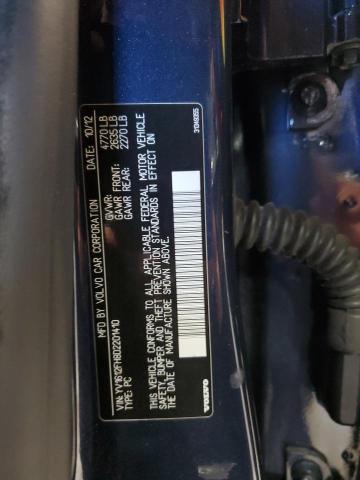 MFD BY VOLVO CAR CORPORATION DATE: 10/12
GVWR: 4770 LB
GAWR FRONT: 2635 LB
GAWR REAR: 2270 LB
THIS VEHICLE CONFORMS TO ALL APPLICABLE FEDERAL MOTOR VEHICLE
SAFETY, BUMPER AND THEFT PREVENTION STANDARDS IN EFFECT ON
THE DATE OF MANUFACTURE SHOWN ABOVE.
VIN: YV1612FH8D2201410
TYPE: PC
VOLVO